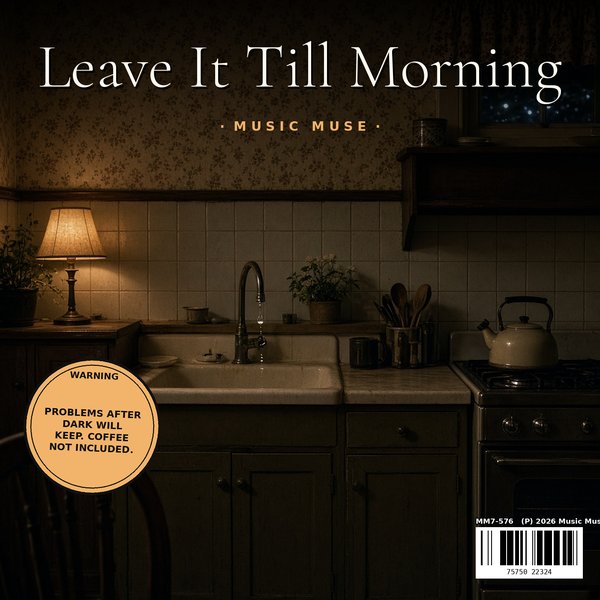 Leave It Till Morning
· MUSIC MUSE ·
WARNING
PROBLEMS AFTER
DARK WILL
KEEP. COFFEE
NOT INCLUDED.
MM7-576 (P) 2026 Music Mus
75750 22324